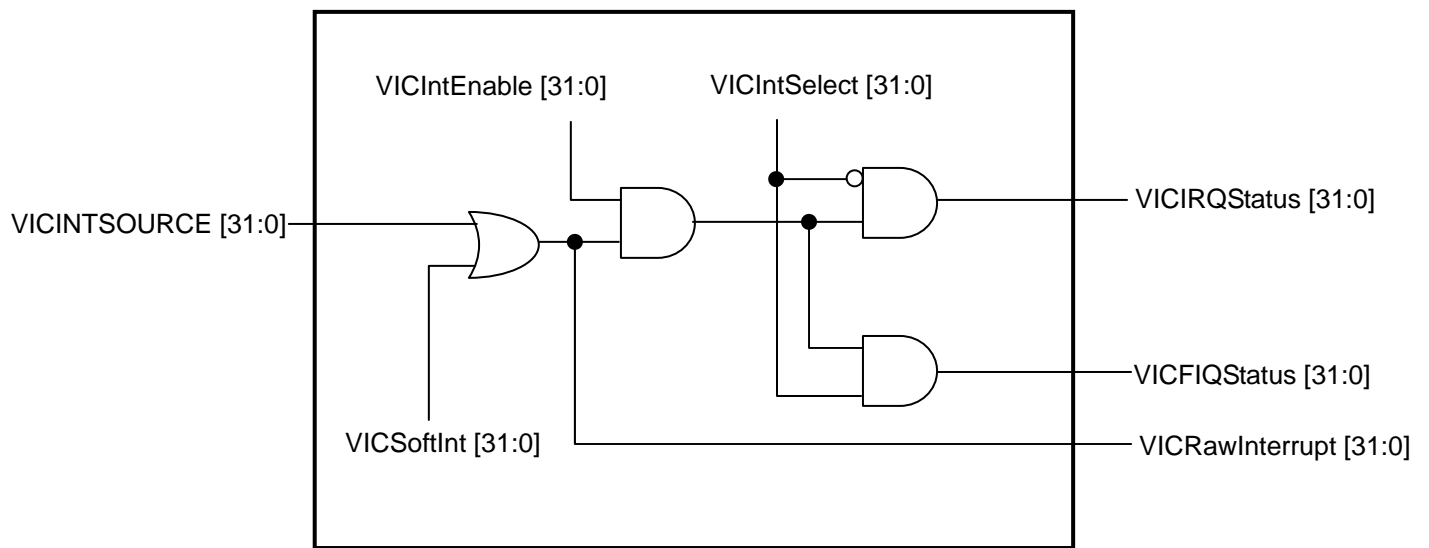 VICIntEnable [31:0]
VICIntSelect [31:0]
VICINTSOURCE [31:0]
VICIRQStatus [31:0]
VICFIQStatus [31:0]
VICSoftInt [31:0]
VICRawInterrupt [31:0]